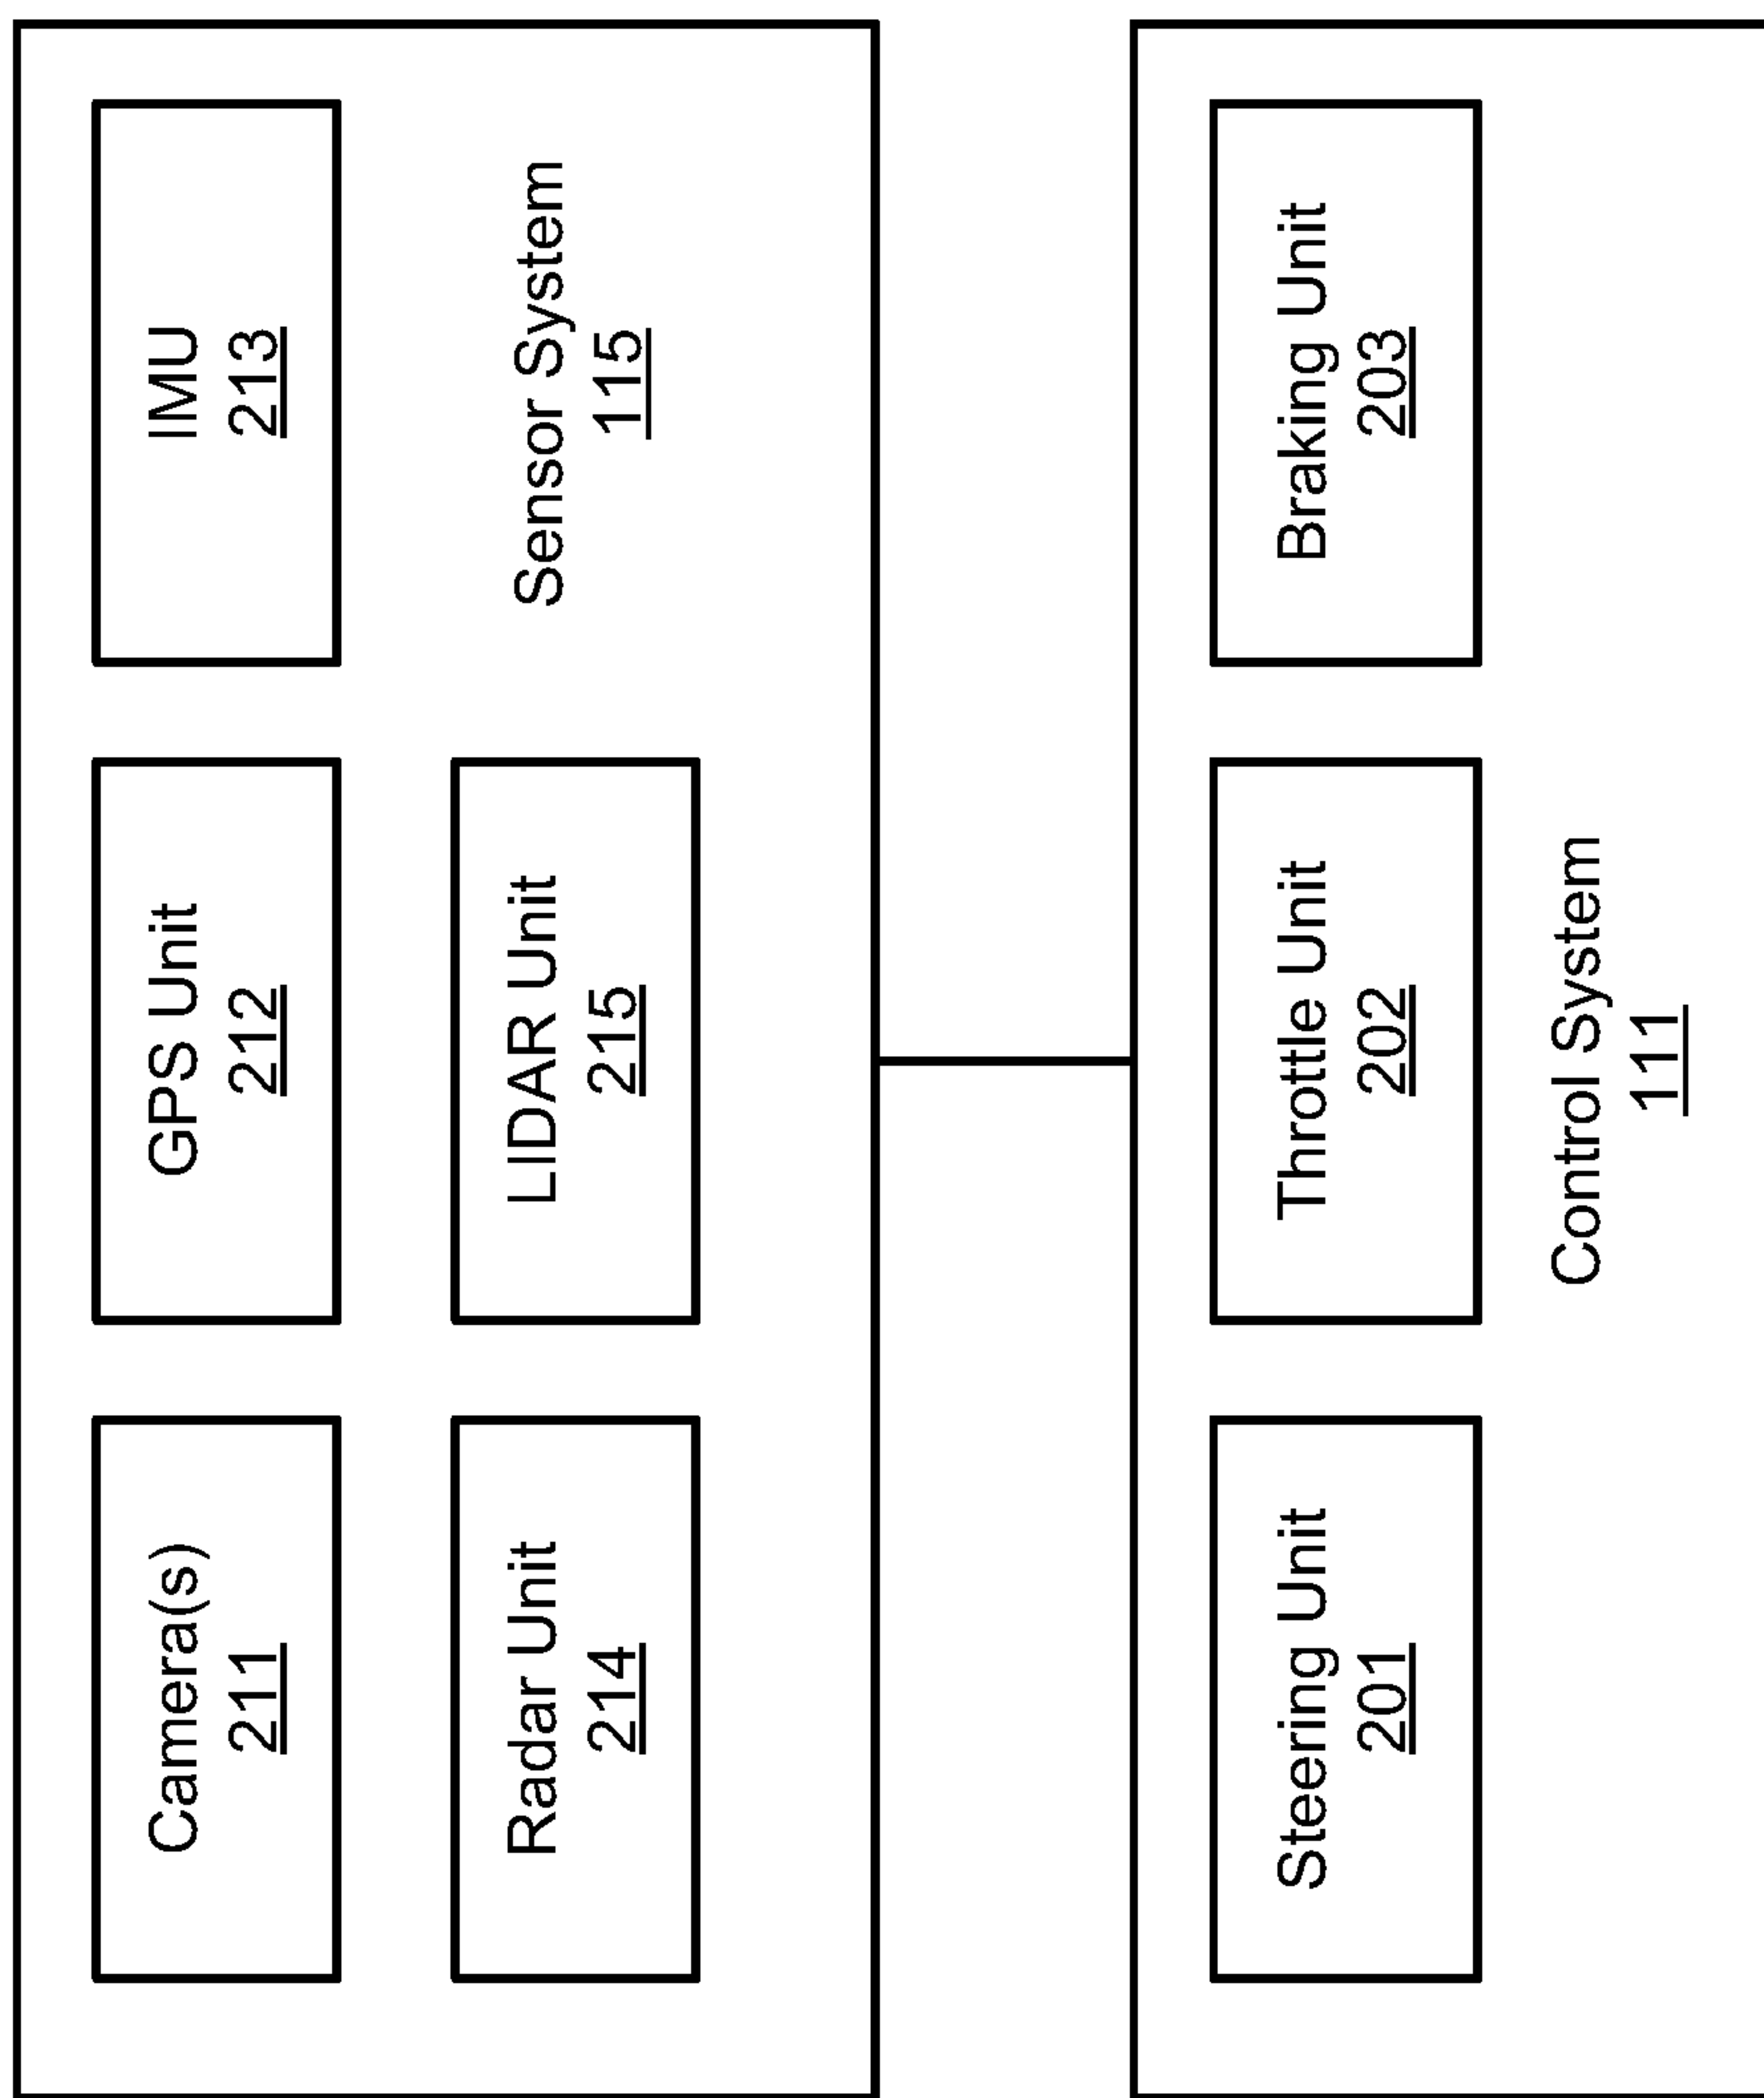 Camera(s)
211
GPS Unit
212
IMU
213
Radar Unit
214
LIDAR Unit
215
Sensor System
115
Steering Unit
201
Throttle Unit
202
Braking Unit
203
Control System
111